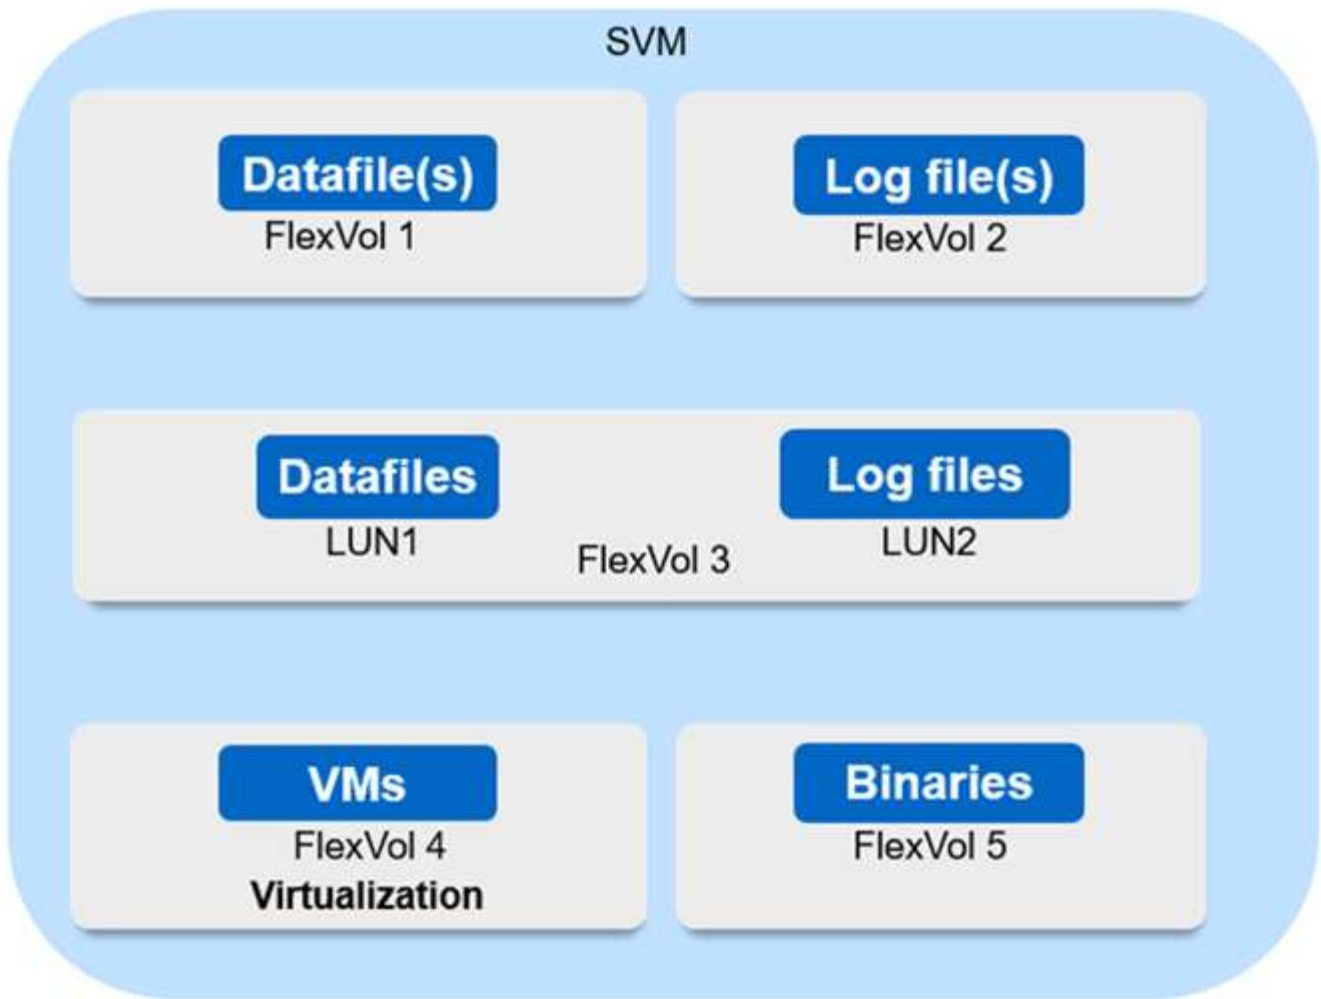 SVM
Datafile(s)
FlexVol 1
Log file(s)
FlexVol 2
Datafiles
LUN1
Log files
LUN2
FlexVol 3
VMs
FlexVol 4
Virtualization
Binaries
FlexVol 5